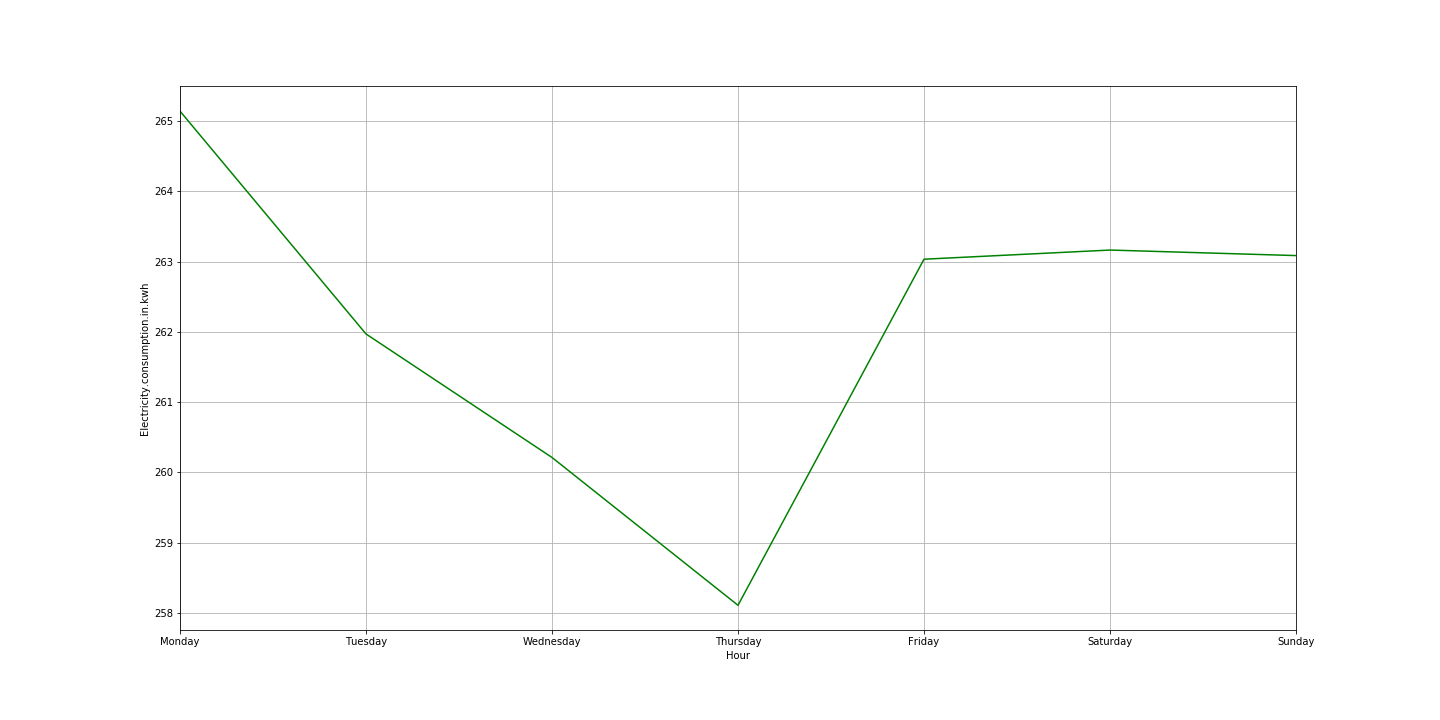 265
264
263
262
261
260
259
258
Electricity.consumption.in.kwh
Monday Tuesday Wednesday Thursday Friday Saturday Sunday
Hour